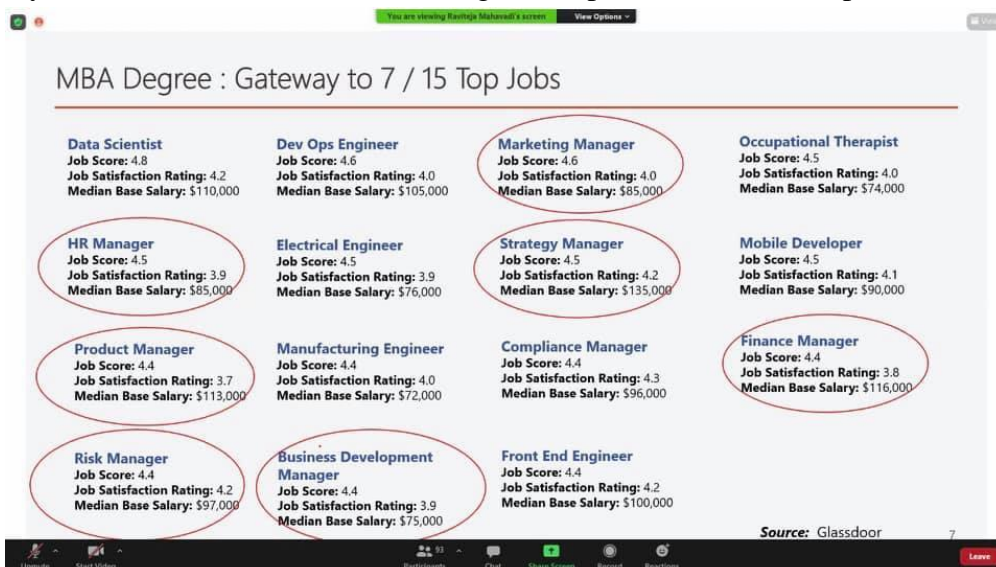 You are viewing Raviteja Mahavadi's screen
View Options
View
MBA Degree : Gateway to 7 / 15 Top Jobs
Data Scientist
Job Score: 4.8
Job Satisfaction Rating: 4.2
Median Base Salary: $110,000
Dev Ops Engineer
Job Score: 4.6
Job Satisfaction Rating: 4.0
Median Base Salary: $105,000
Marketing Manager
Job Score: 4.6
Job Satisfaction Rating: 4.0
Median Base Salary: $85,000
Occupational Therapist
Job Score: 4.5
Job Satisfaction Rating: 4.0
Median Base Salary: $74,000
HR Manager
Job Score: 4.5
Job Satisfaction Rating: 3.9
Median Base Salary: $85,000
Electrical Engineer
Job Score: 4.5
Job Satisfaction Rating: 3.9
Median Base Salary: $76,000
Strategy Manager
Job Score: 4.5
Job Satisfaction Rating: 4.2
Median Base Salary: $135,000
Mobile Developer
Job Score: 4.5
Job Satisfaction Rating: 4.1
Median Base Salary: $90,000
Product Manager
Job Score: 4.4
Job Satisfaction Rating: 3.7
Median Base Salary: $113,000
Manufacturing Engineer
Job Score: 4.4
Job Satisfaction Rating: 4.0
Median Base Salary: $72,000
Compliance Manager
Job Score: 4.4
Job Satisfaction Rating: 4.3
Median Base Salary: $96,000
Finance Manager
Job Score: 4.4
Job Satisfaction Rating: 3.8
Median Base Salary: $116,000
Risk Manager
Job Score: 4.4
Job Satisfaction Rating: 4.2
Median Base Salary: $97,000
Business Development
Manager
Job Score: 4.4
Job Satisfaction Rating: 3.9
Median Base Salary: $75,000
Front End Engineer
Job Score: 4.4
Job Satisfaction Rating: 4.2
Median Base Salary: $100,000
Source: Glassdoor
7
93
Unmute
Start Video
Participants
Chat
Share Screen
Record
Reactions
Leave